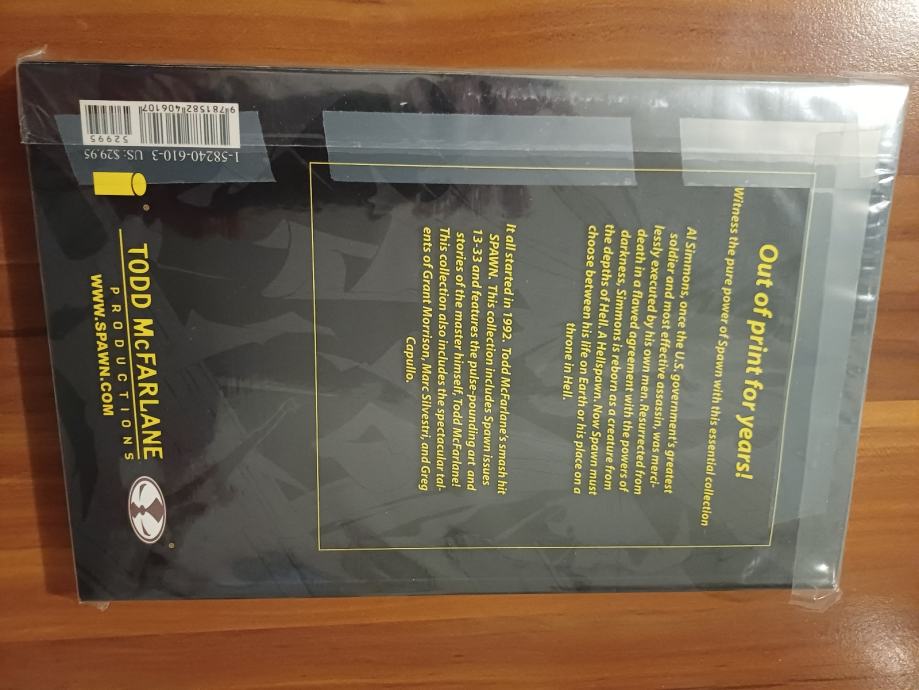 Out of print for years!
Witness the pure power of Spawn with this essential collection
Al Simmons, once the U.S. government's greatest
soldier and most effective assassin, was merci-
lessly executed by his own men. Resurrected from
death in a flawed agreement with the powers of
darkness, Simmons is reborn as a creature from
the depths of Hell. A Hellspawn. Now Spawn must
choose between his life on Earth or his place on a
throne in Hell.
It all started in 1992. Todd McFarlane's smash hit
SPAWN. This collection includes Spawn issues
13-33 and features the pulse-pounding art and
stories of the master himself, Todd McFarlane!
This collection also includes the spectacular tal-
ents of Grant Morrison, Marc Silvestri, and Greg
Capullo.
TODD McFARLANE
PRODUCTIONS
WWW.SPAWN.COM
1-58240-610-3 US: $29.95
52995
9781582406107